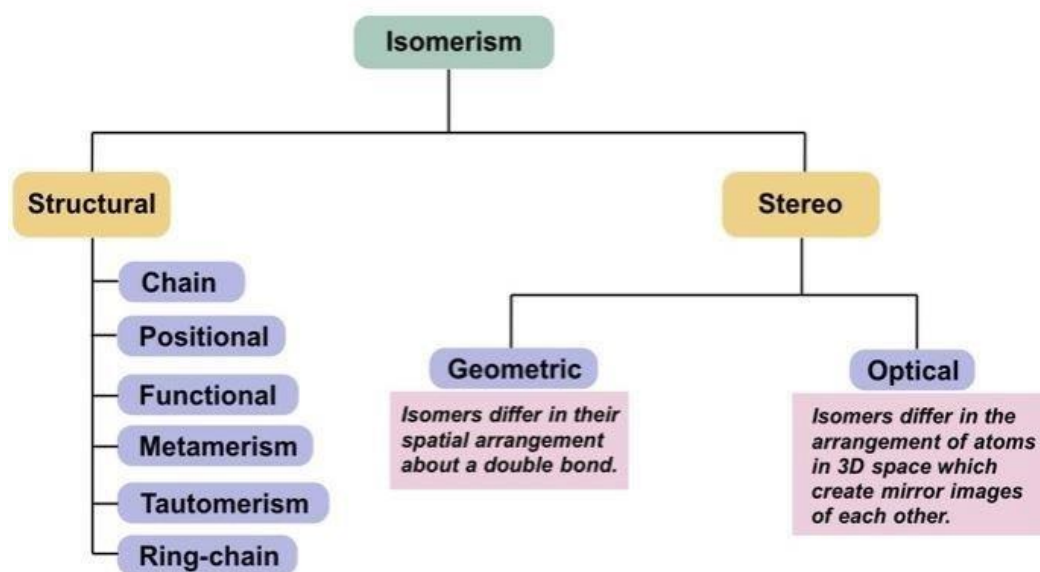 Isomerism
Structural
Stereo
Chain
Positional
Functional
Metamerism
Tautomerism
Ring-chain
Geometric
Isomers differ in their
spatial arrangement
about a double bond.
Optical
Isomers differ in the
arrangement of atoms
in 3D space which
create mirror images
of each other.